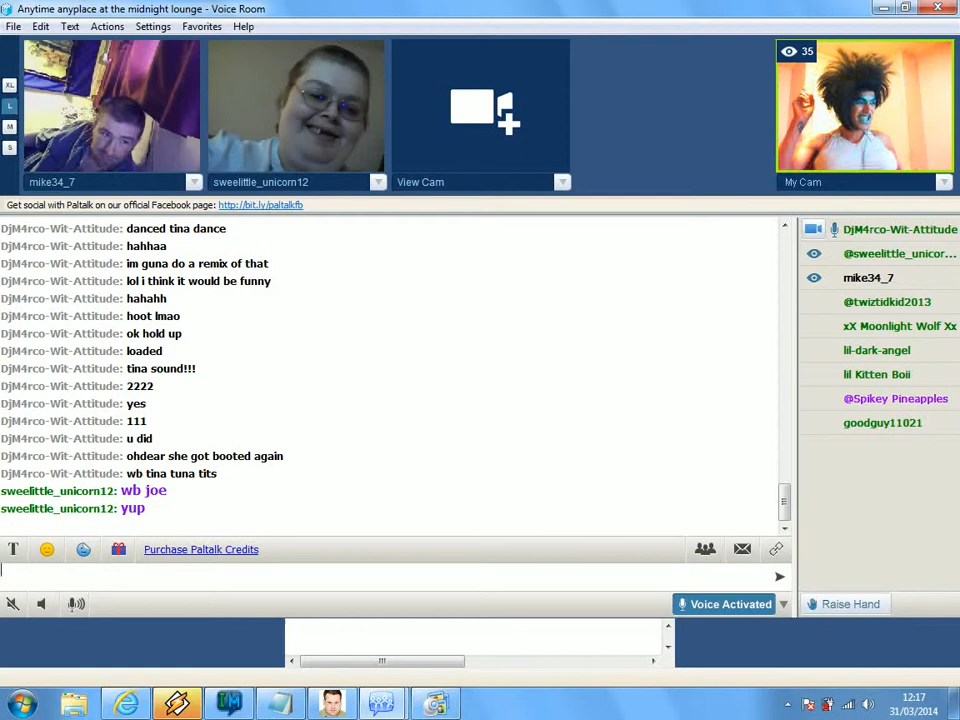 Anytime anyplace at the midnight lounge - Voice Room
File Edit Text Actions Settings Favorites Help
XL
L
M
S
35
mike34_7
sweelittle_unicorn12
View Cam
My Cam
Get social with Paltalk on our official Facebook page: http://bit.ly/paltalkfb
DjM4rco-Wit-Attitude: danced tina dance
DjM4rco-Wit-Attitude: hahhaa
DjM4rco-Wit-Attitude: im guna do a remix of that
DjM4rco-Wit-Attitude: lol i think it would be funny
DjM4rco-Wit-Attitude: hahahh
DjM4rco-Wit-Attitude: hoot lmao
DjM4rco-Wit-Attitude: ok hold up
DjM4rco-Wit-Attitude: loaded
DjM4rco-Wit-Attitude: tina sound!!!
DjM4rco-Wit-Attitude: 2222
DjM4rco-Wit-Attitude: yes
DjM4rco-Wit-Attitude: 111
DjM4rco-Wit-Attitude: u did
DjM4rco-Wit-Attitude: ohdear she got booted again
DjM4rco-Wit-Attitude: wb tina tuna tits
sweelittle_unicorn12: wb joe
sweelittle_unicorn12: yup
DjM4rco-Wit-Attitude
@sweelittle_unicor...
mike34_7
@twiztidkid2013
xX Moonlight Wolf Xx
lil-dark-angel
lil Kitten Boii
@Spikey Pineapples
goodguy11021
T
Purchase Paltalk Credits
Voice Activated
Raise Hand
IM
12:17
31/03/2014